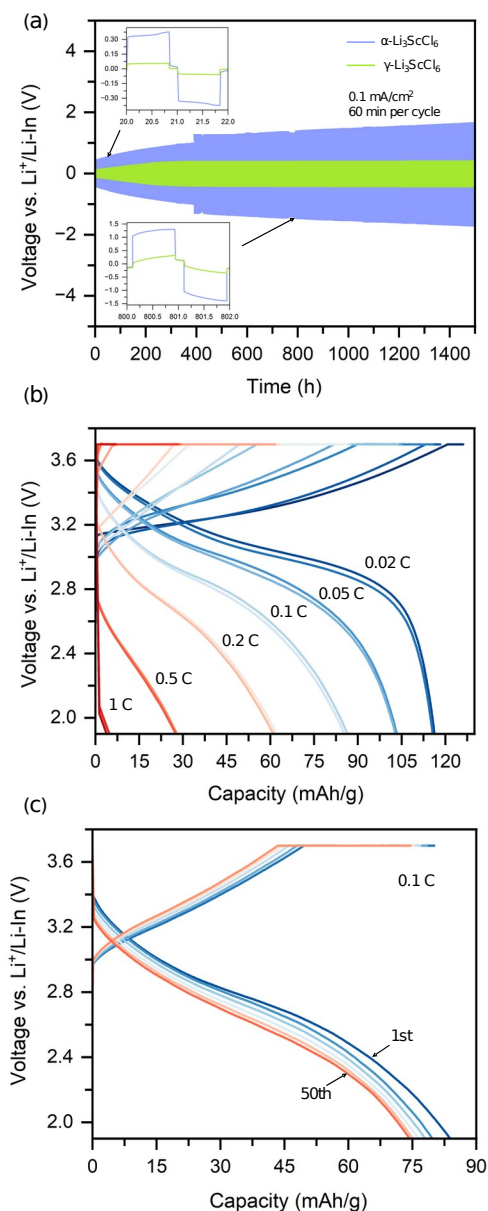 (a)
Voltage vs. Li⁺/Li-In (V)
4
2
0
−2
−4
0 200 400 600 800 1000 1200 1400
Time (h)
α-Li₃ScCl₆
γ-Li₃ScCl₆
0.1 mA/cm²
60 min per cycle
0.30
0.15
0.00
-0.15
-0.30
20.0 20.5 21.0 21.5 22.0
1.5
1.0
0.5
0.0
-0.5
-1.0
-1.5
800.0 800.5 801.0 801.5 802.0
(b)
Voltage vs. Li⁺/Li-In (V)
3.6
3.2
2.8
2.4
2.0
0.02 C
0.05 C
0.1 C
0.2 C
0.5 C
1 C
0 15 30 45 60 75 90 105 120
Capacity (mAh/g)
(c)
Voltage vs. Li⁺/Li-In (V)
3.6
3.2
2.8
2.4
2.0
0.1 C
1st
50th
0 15 30 45 60 75 90
Capacity (mAh/g)